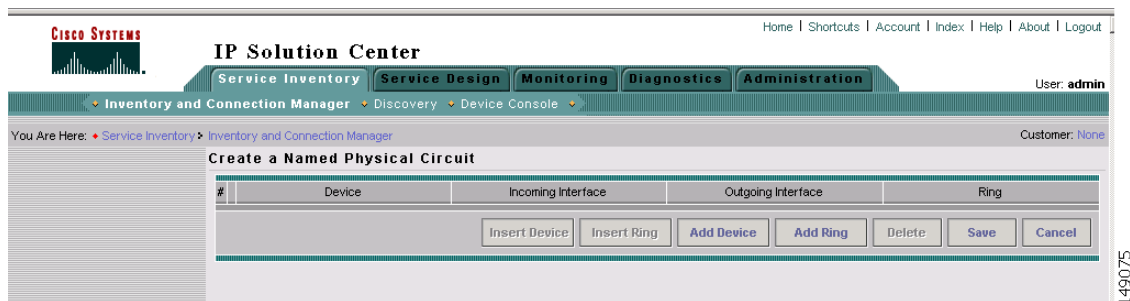 CISCO SYSTEMS
Home | Shortcuts | Account | Index | Help | About | Logout
IP Solution Center
Service Inventory Service Design Monitoring Diagnostics Administration
User: admin
Inventory and Connection Manager Discovery Device Console
You Are Here: Service Inventory > Inventory and Connection Manager
Customer: None
Create a Named Physical Circuit
# Device Incoming Interface Outgoing Interface Ring
Insert Device Insert Ring Add Device Add Ring Delete Save Cancel
149075